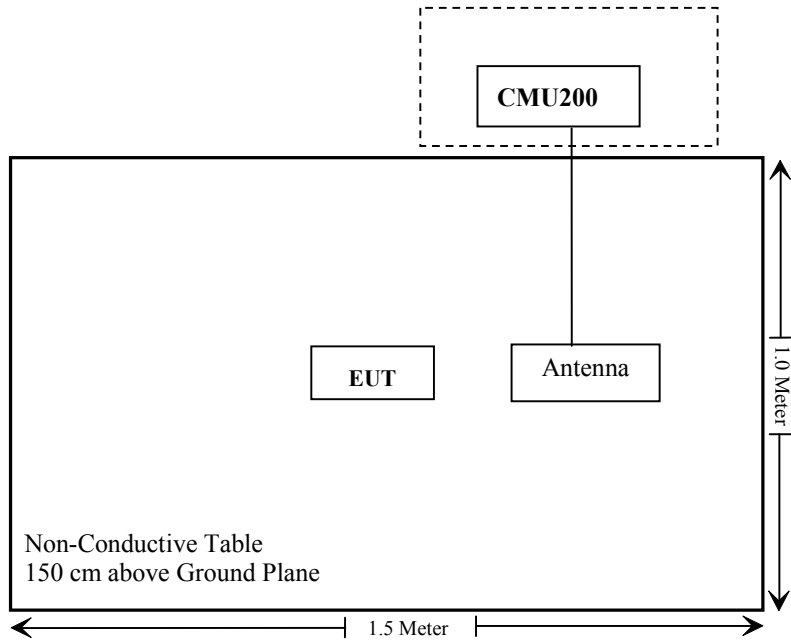 CMU200
EUT
Antenna
1.0 Meter
Non-Conductive Table
150 cm above Ground Plane
1.5 Meter